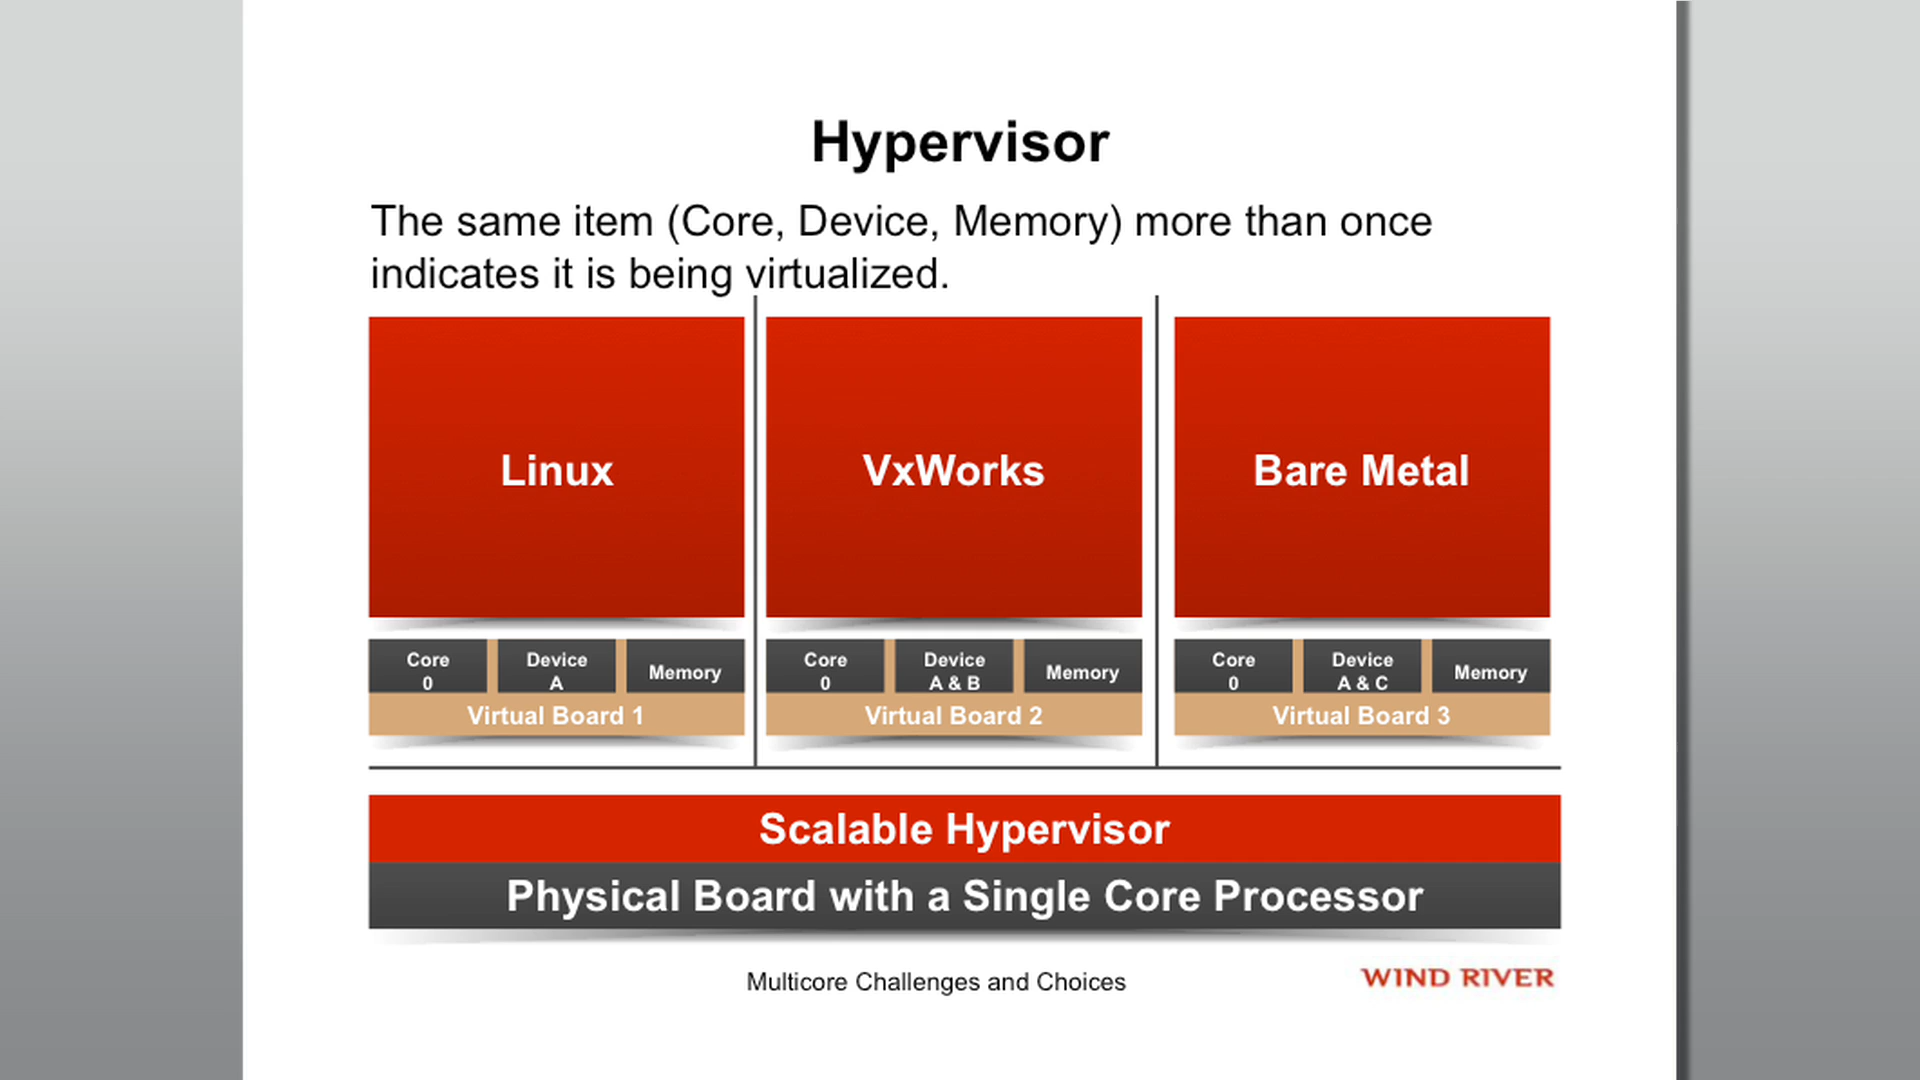 Hypervisor
The same item (Core, Device, Memory) more than once
indicates it is being virtualized.
Linux
VxWorks
Bare Metal
Core
0
Device
A
Memory
Virtual Board 1
Core
0
Device
A & B
Memory
Virtual Board 2
Core
0
Device
A & C
Memory
Virtual Board 3
Scalable Hypervisor
Physical Board with a Single Core Processor
Multicore Challenges and Choices
WIND RIVER